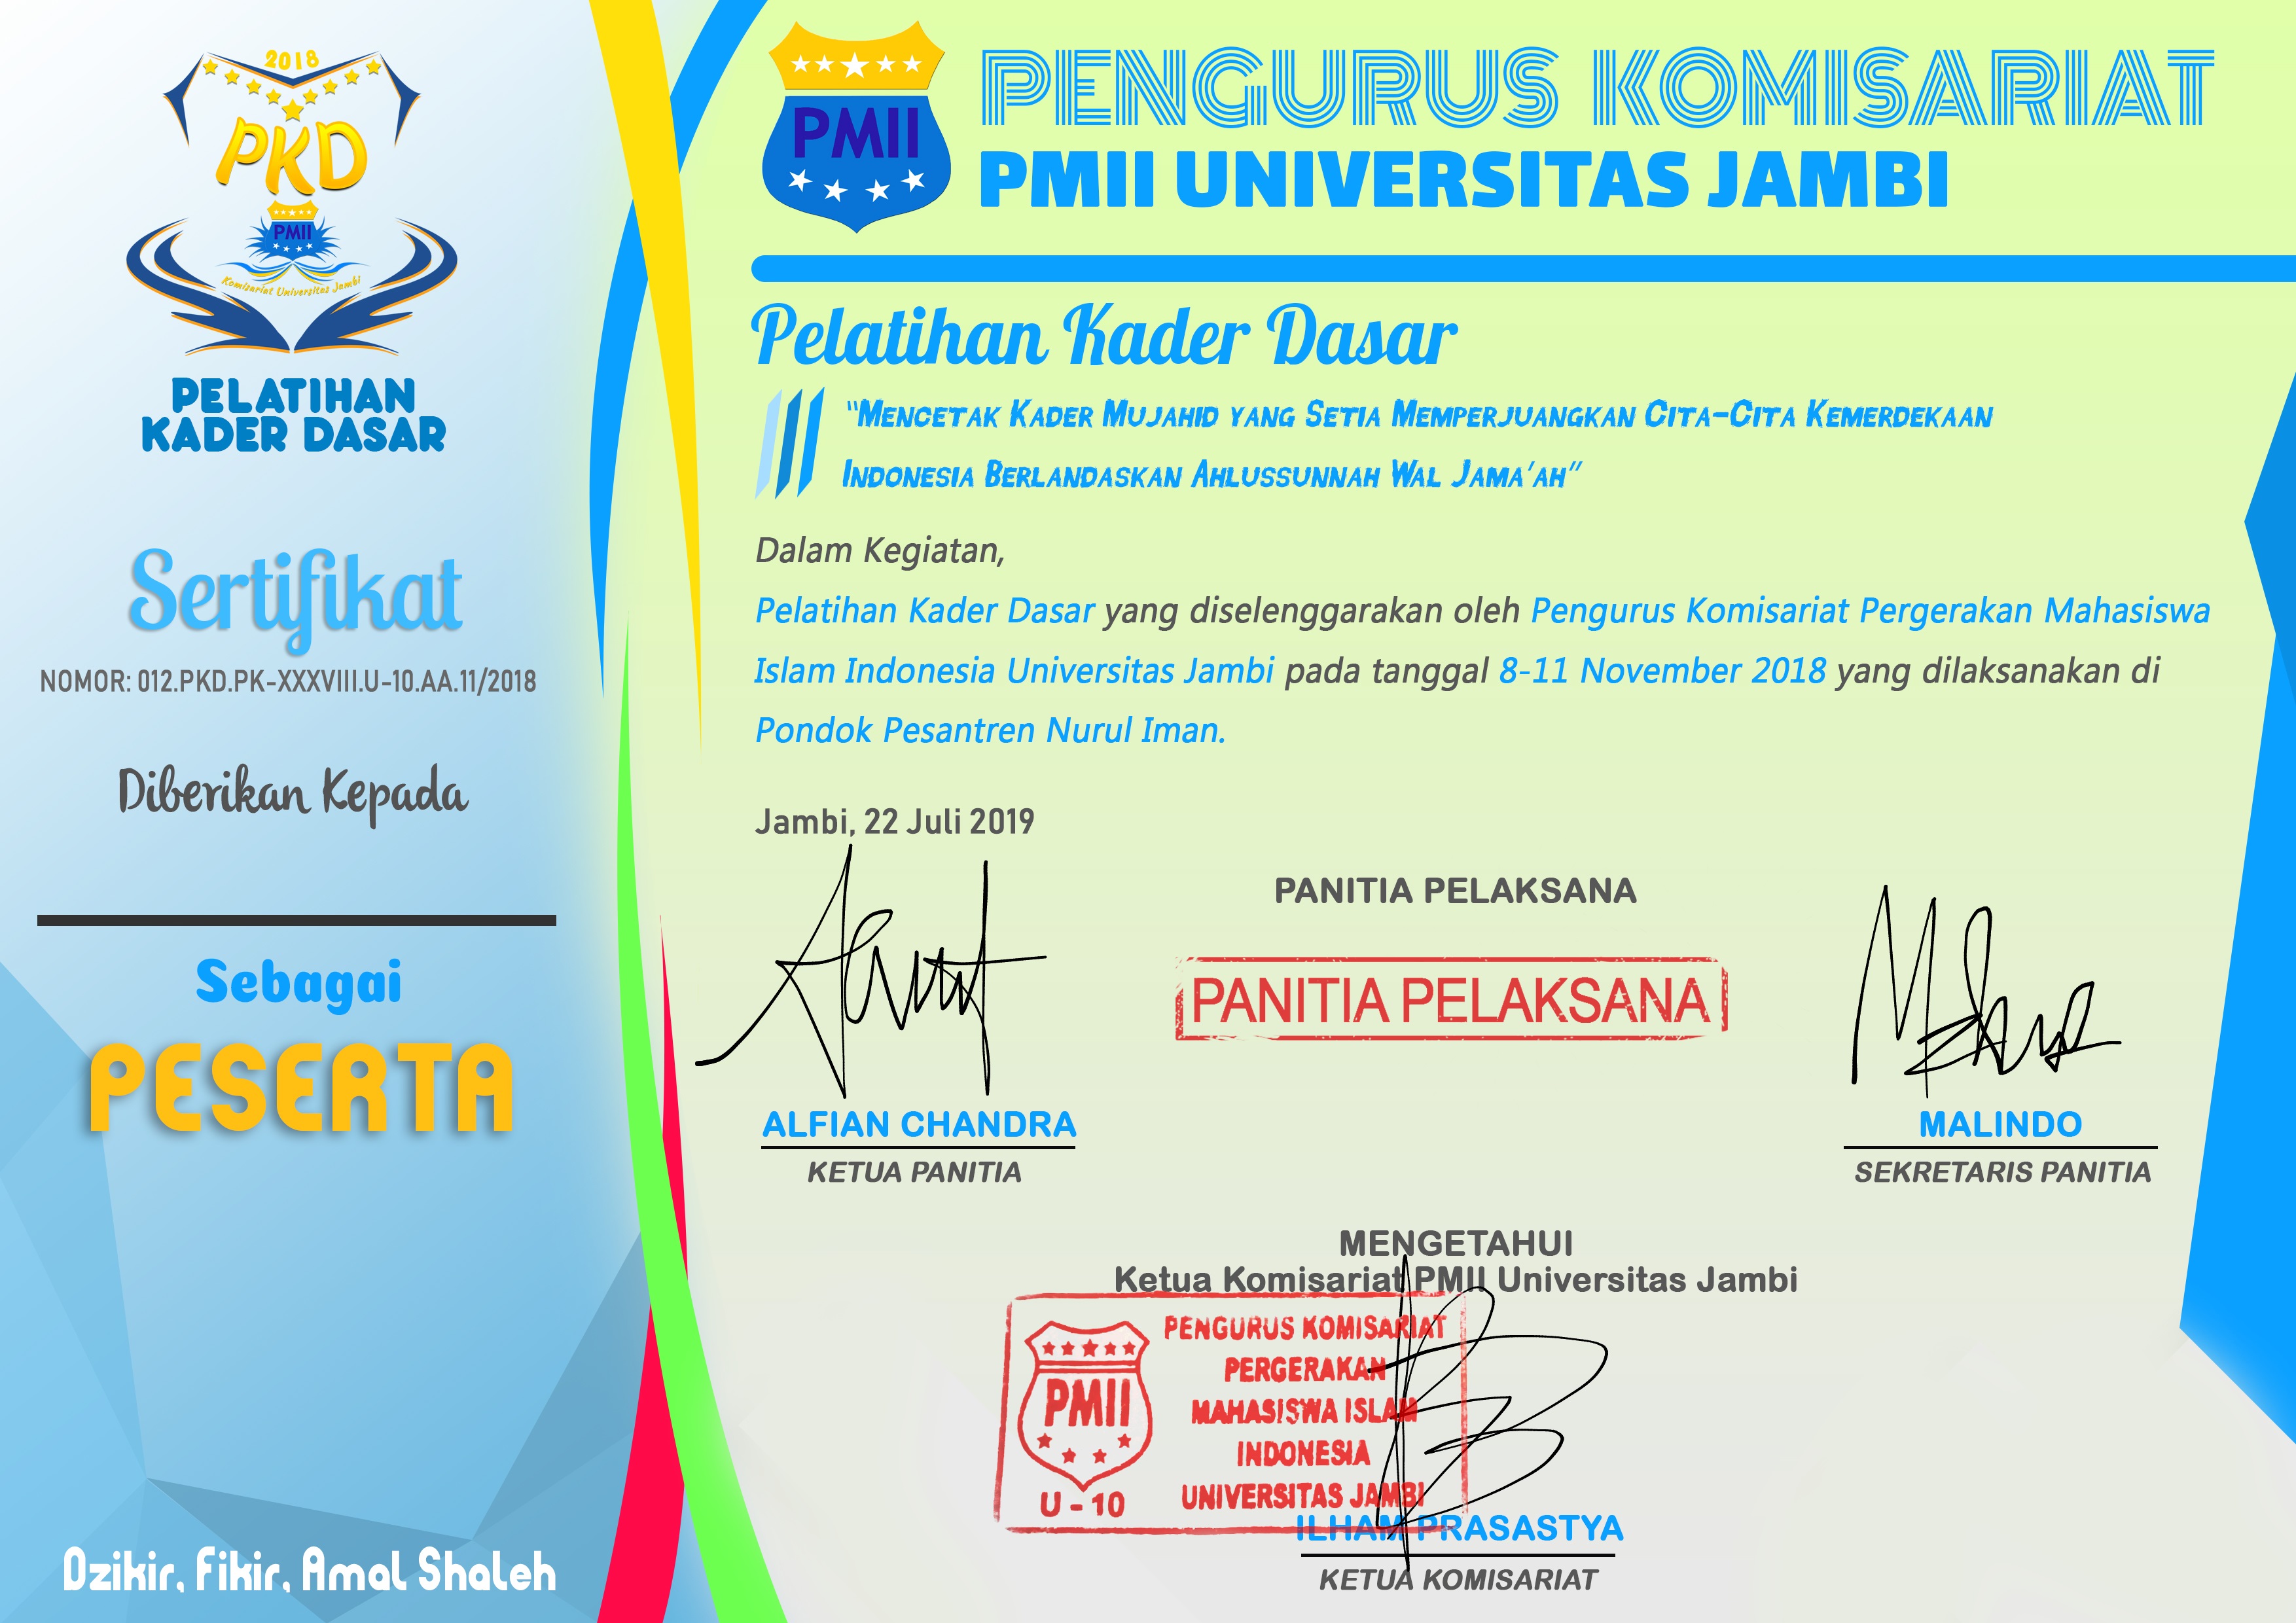 2018
PKD
PMII
Komisariat Universitas Jambi
PELATIHAN
KADER DASAR
Sertifikat
NOMOR: 012.PKD.PK-XXXVIII.U-10.AA.11/2018
Diberikan Kepada
Sebagai
PESERTA
Dzikir, Fikir, Amal Shaleh
PMII
PENGURUS KOMISARIAT
PMII UNIVERSITAS JAMBI
Pelatihan Kader Dasar
"Mencetak Kader Mujahid yang Setia Memperjuangkan Cita-Cita Kemerdekaan
Indonesia Berlandaskan Ahlussunnah Wal Jama'ah"
Dalam Kegiatan,
Pelatihan Kader Dasar yang diselenggarakan oleh Pengurus Komisariat Pergerakan Mahasiswa
Islam Indonesia Universitas Jambi pada tanggal 8-11 November 2018 yang dilaksanakan di
Pondok Pesantren Nurul Iman.
Jambi, 22 Juli 2019
PANITIA PELAKSANA
PANITIA PELAKSANA
ALFIAN CHANDRA
KETUA PANITIA
MALINDO
SEKRETARIS PANITIA
MENGETAHUI
Ketua Komisariat PMII Universitas Jambi
PMII
U - 10
PENGURUS KOMISARIAT
PERGERAKAN
MAHASISWA ISLAM
INDONESIA
UNIVERSITAS JAMBI
ILHAM PRASASTYA
KETUA KOMISARIAT